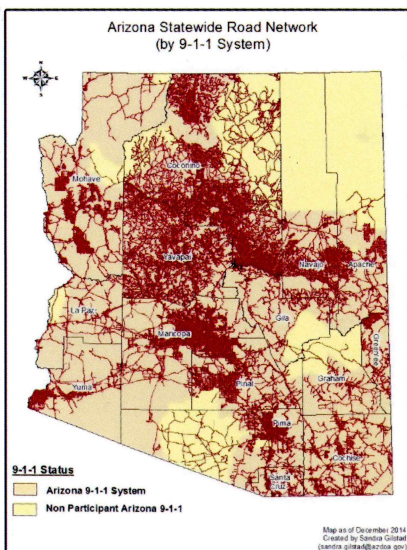 Arizona Statewide Road Network
(by 9-1-1 System)
N
W
E
S
Coconino
Mohave
Yavapai
Navajo
Apache
La Paz
Gila
Maricopa
Greenlee
Pinal
Graham
Yuma
Pima
Cochise
Santa
Cruz
9-1-1 Status
Arizona 9-1-1 System
Non Participant Arizona 9-1-1
Map as of December 2014
Created by Sandra Gilstad
(sandra.gilstad@azdoa.gov)